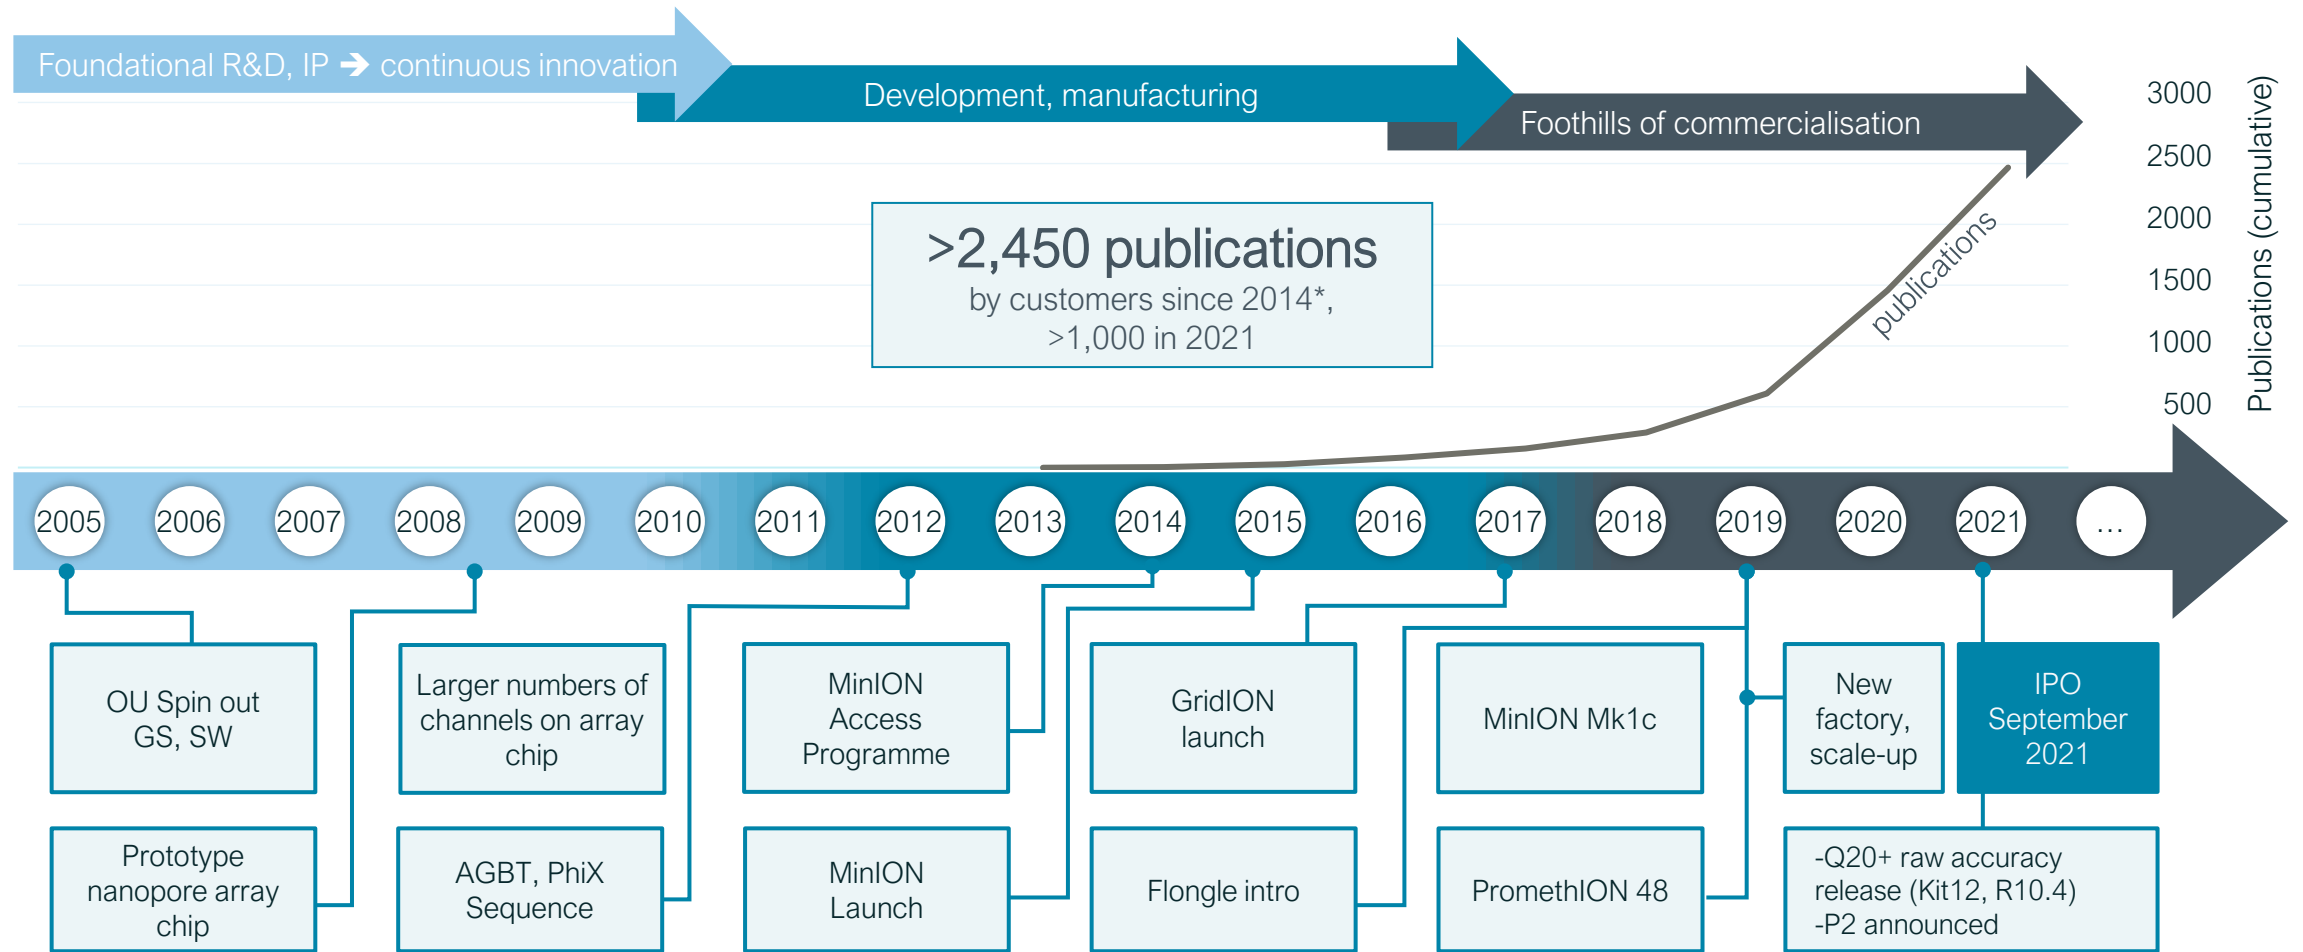 Foundational R&D, IP ➔ continuous innovation
Development, manufacturing
Foothills of commercialisation
3000
2500
2000
1500
1000
500
Publications (cumulative)
>2,450 publications
by customers since 2014*,
>1,000 in 2021
publications
2005
2006
2007
2008
2009
2010
2011
2012
2013
2014
2015
2016
2017
2018
2019
2020
2021
...
OU Spin out
GS, SW
Larger numbers of
channels on array
chip
MinION
Access
Programme
GridION
launch
MinION Mk1c
New
factory,
scale-up
IPO
September
2021
Prototype
nanopore array
chip
AGBT, PhiX
Sequence
MinION
Launch
Flongle intro
PromethION 48
-Q20+ raw accuracy
release (Kit12, R10.4)
-P2 announced